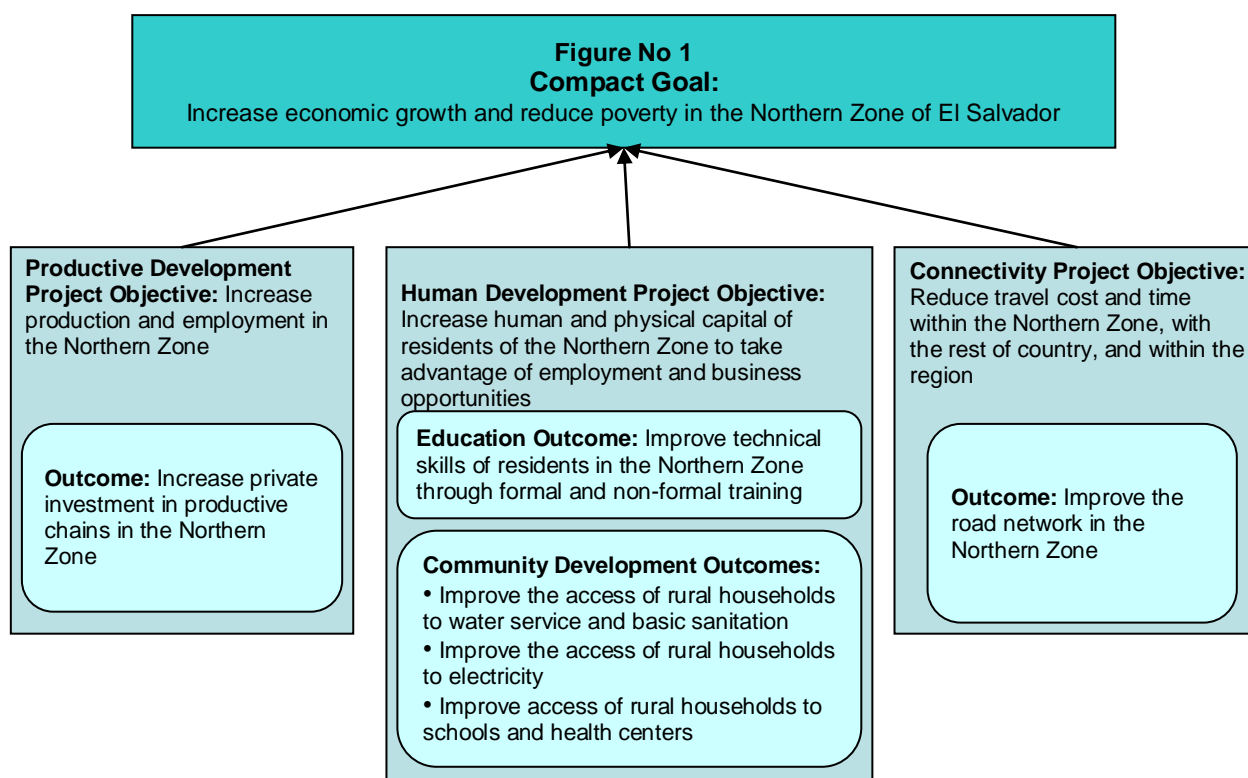 Figure No 1
Compact Goal:
Increase economic growth and reduce poverty in the Northern Zone of El Salvador
Productive Development
Project Objective: Increase
production and employment in
the Northern Zone
Outcome: Increase private
investment in productive
chains in the Northern
Zone
Human Development Project Objective:
Increase human and physical capital of
residents of the Northern Zone to take
advantage of employment and business
opportunities
Education Outcome: Improve technical
skills of residents in the Northern Zone
through formal and non-formal training
Community Development Outcomes:
• Improve the access of rural households
to water service and basic sanitation
• Improve the access of rural households
to electricity
• Improve access of rural households to
schools and health centers
Connectivity Project Objective:
Reduce travel cost and time
within the Northern Zone, with
the rest of country, and within the
region
Outcome: Improve the
road network in the
Northern Zone